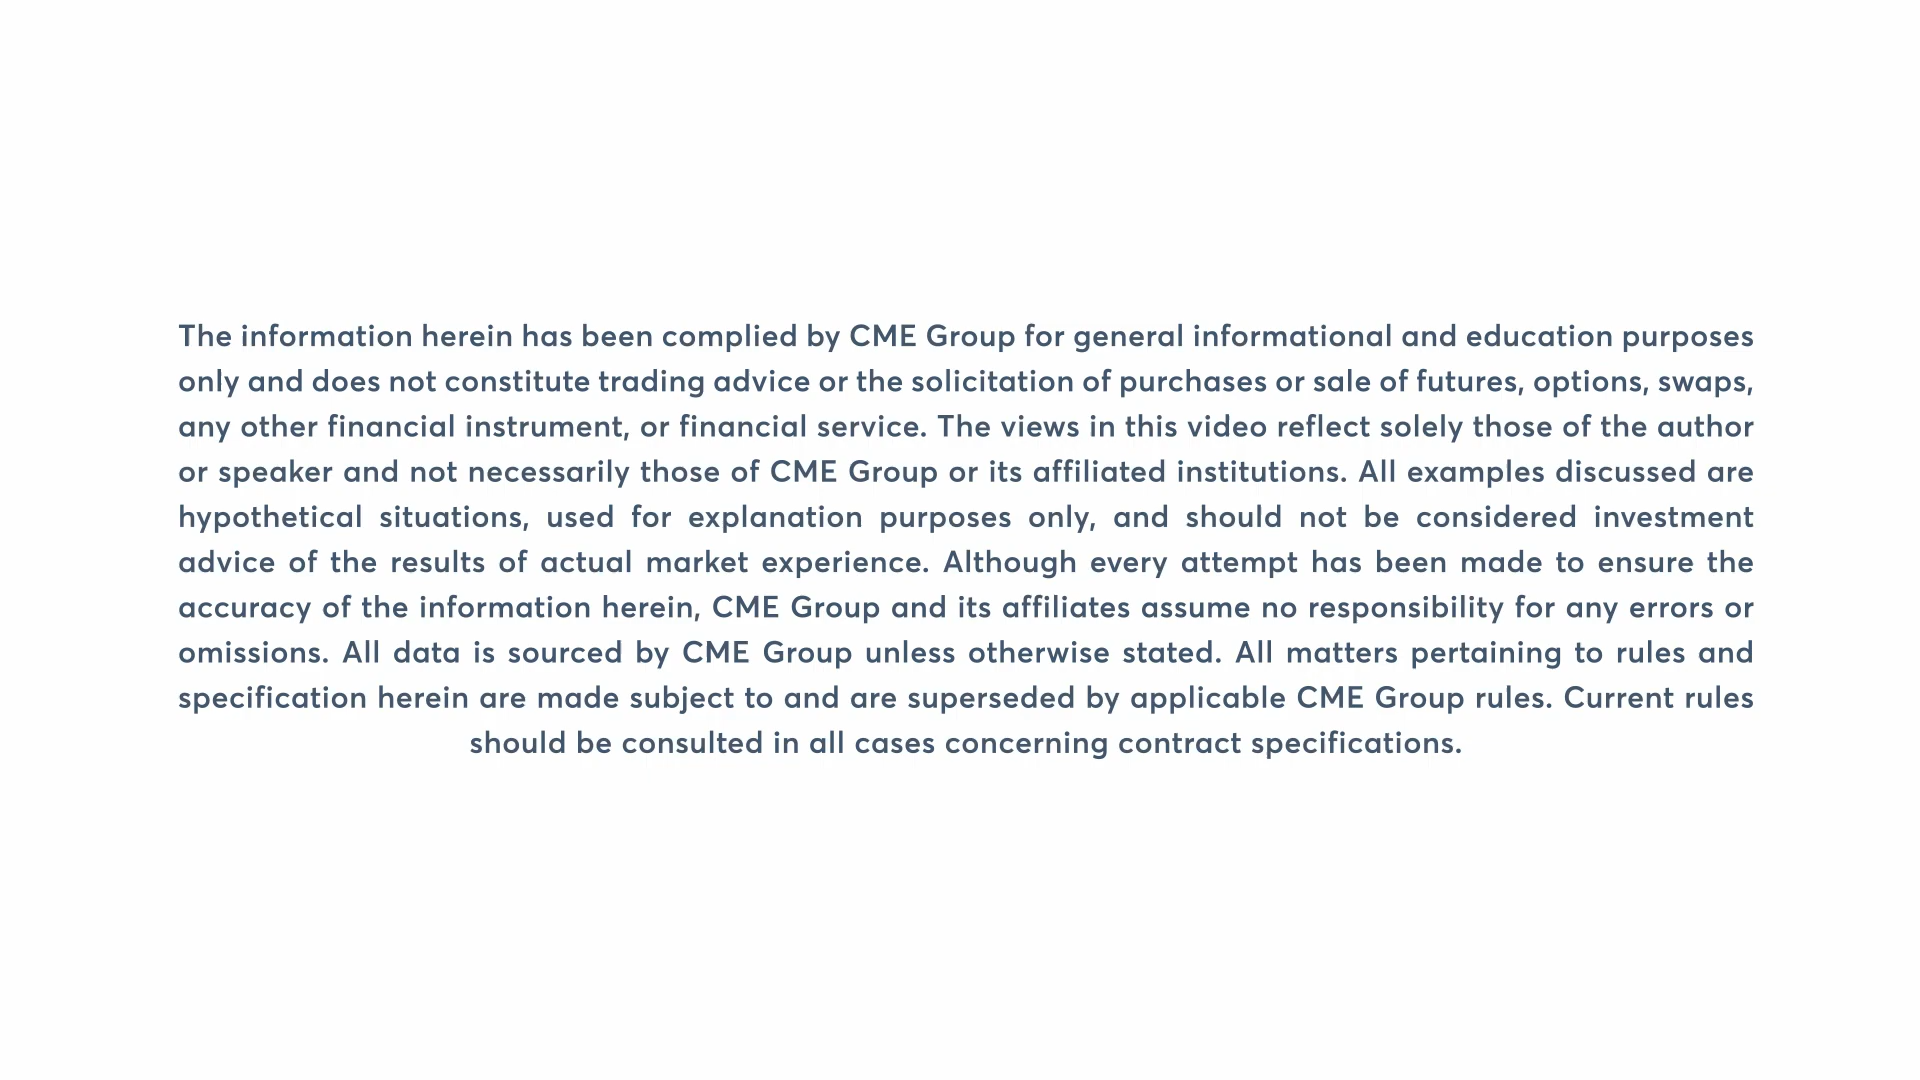 The information herein has been complied by CME Group for general informational and education purposes
only and does not constitute trading advice or the solicitation of purchases or sale of futures, options, swaps,
any other financial instrument, or financial service. The views in this video reflect solely those of the author
or speaker and not necessarily those of CME Group or its affiliated institutions. All examples discussed are
hypothetical situations, used for explanation purposes only, and should not be considered investment
advice of the results of actual market experience. Although every attempt has been made to ensure the
accuracy of the information herein, CME Group and its affiliates assume no responsibility for any errors or
omissions. All data is sourced by CME Group unless otherwise stated. All matters pertaining to rules and
specification herein are made subject to and are superseded by applicable CME Group rules. Current rules
should be consulted in all cases concerning contract specifications.